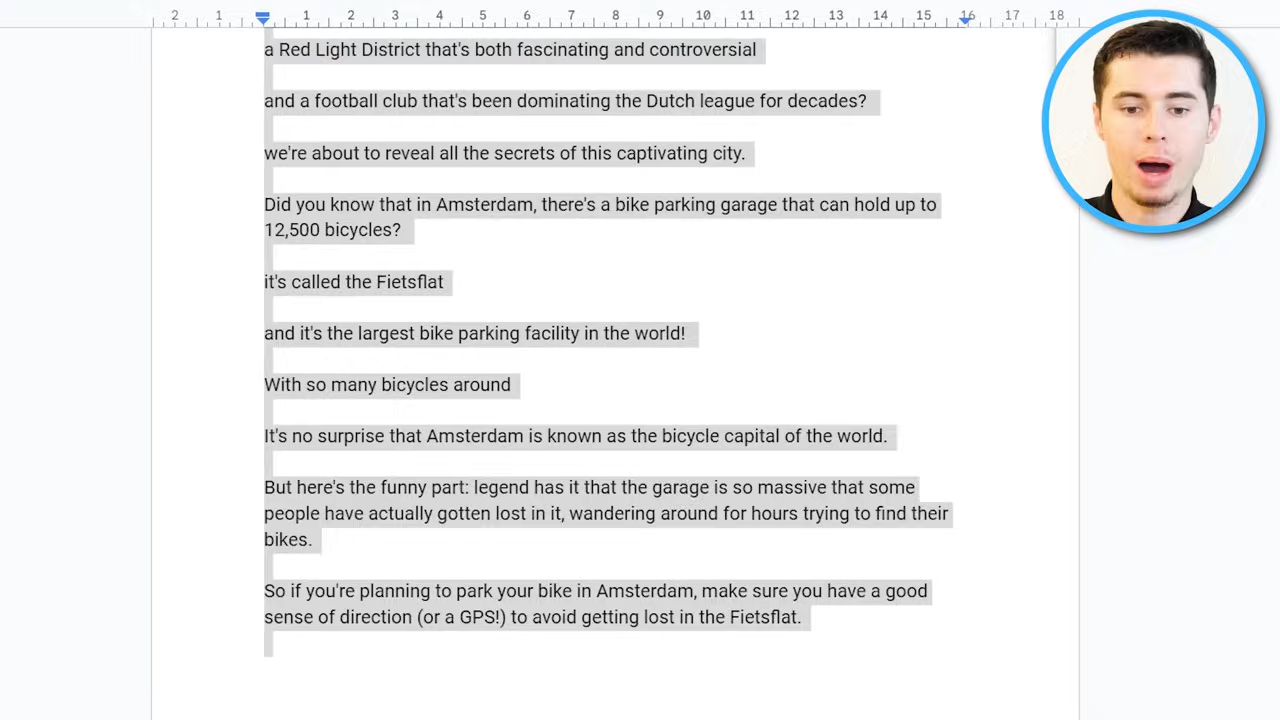 2 1 1 2 3 4 5 6 7 8 9 10 11 12 13 14 15 16 17 18
a Red Light District that's both fascinating and controversial
and a football club that's been dominating the Dutch league for decades?
we're about to reveal all the secrets of this captivating city.
Did you know that in Amsterdam, there's a bike parking garage that can hold up to
12,500 bicycles?
it's called the Fietsflat
and it's the largest bike parking facility in the world!
With so many bicycles around
It's no surprise that Amsterdam is known as the bicycle capital of the world.
But here's the funny part: legend has it that the garage is so massive that some
people have actually gotten lost in it, wandering around for hours trying to find their
bikes.
So if you're planning to park your bike in Amsterdam, make sure you have a good
sense of direction (or a GPS!) to avoid getting lost in the Fietsflat.